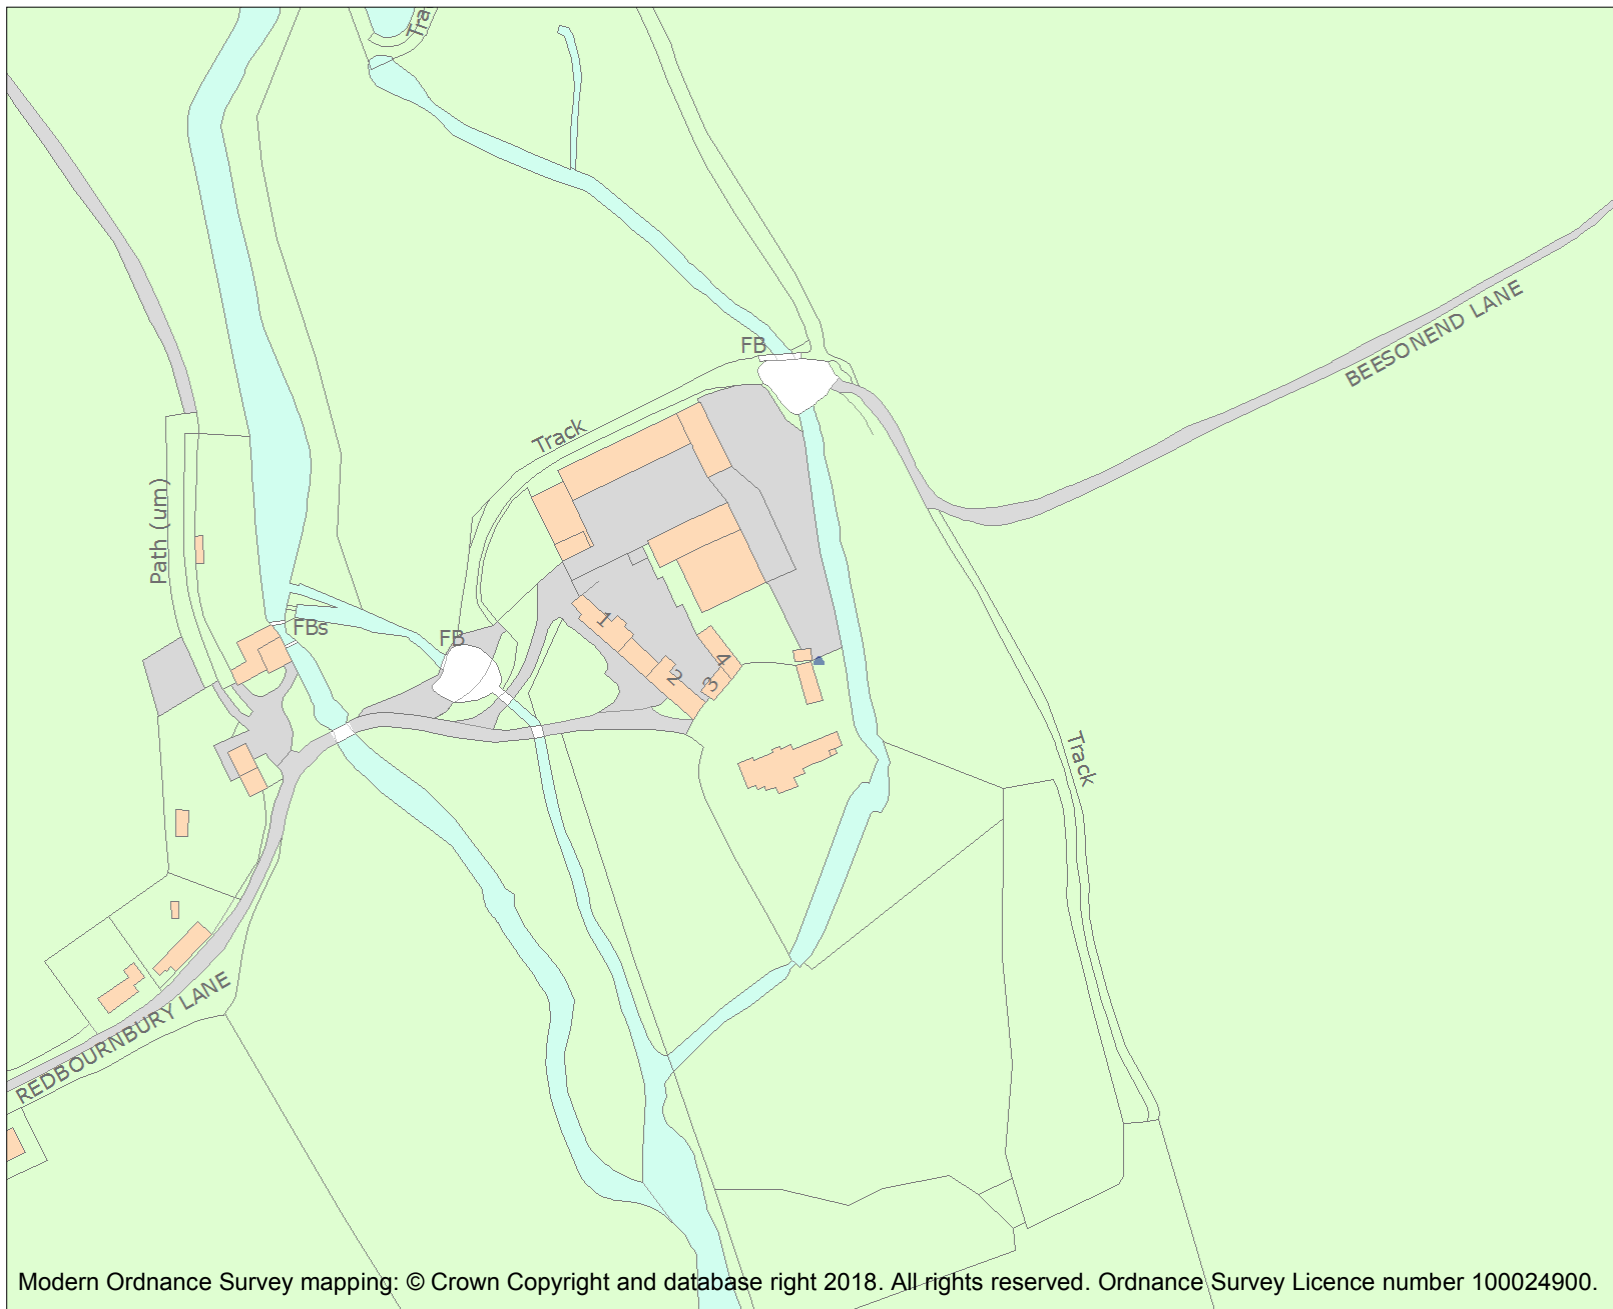 Tra
FB
BEESONEND LANE
Track
Path (um)
FBs
FB
1
4
2
3
Track
REDBOURNBURY LANE
Modern Ordnance Survey mapping: © Crown Copyright and database right 2018. All rights reserved. Ordnance Survey Licence number 100024900.